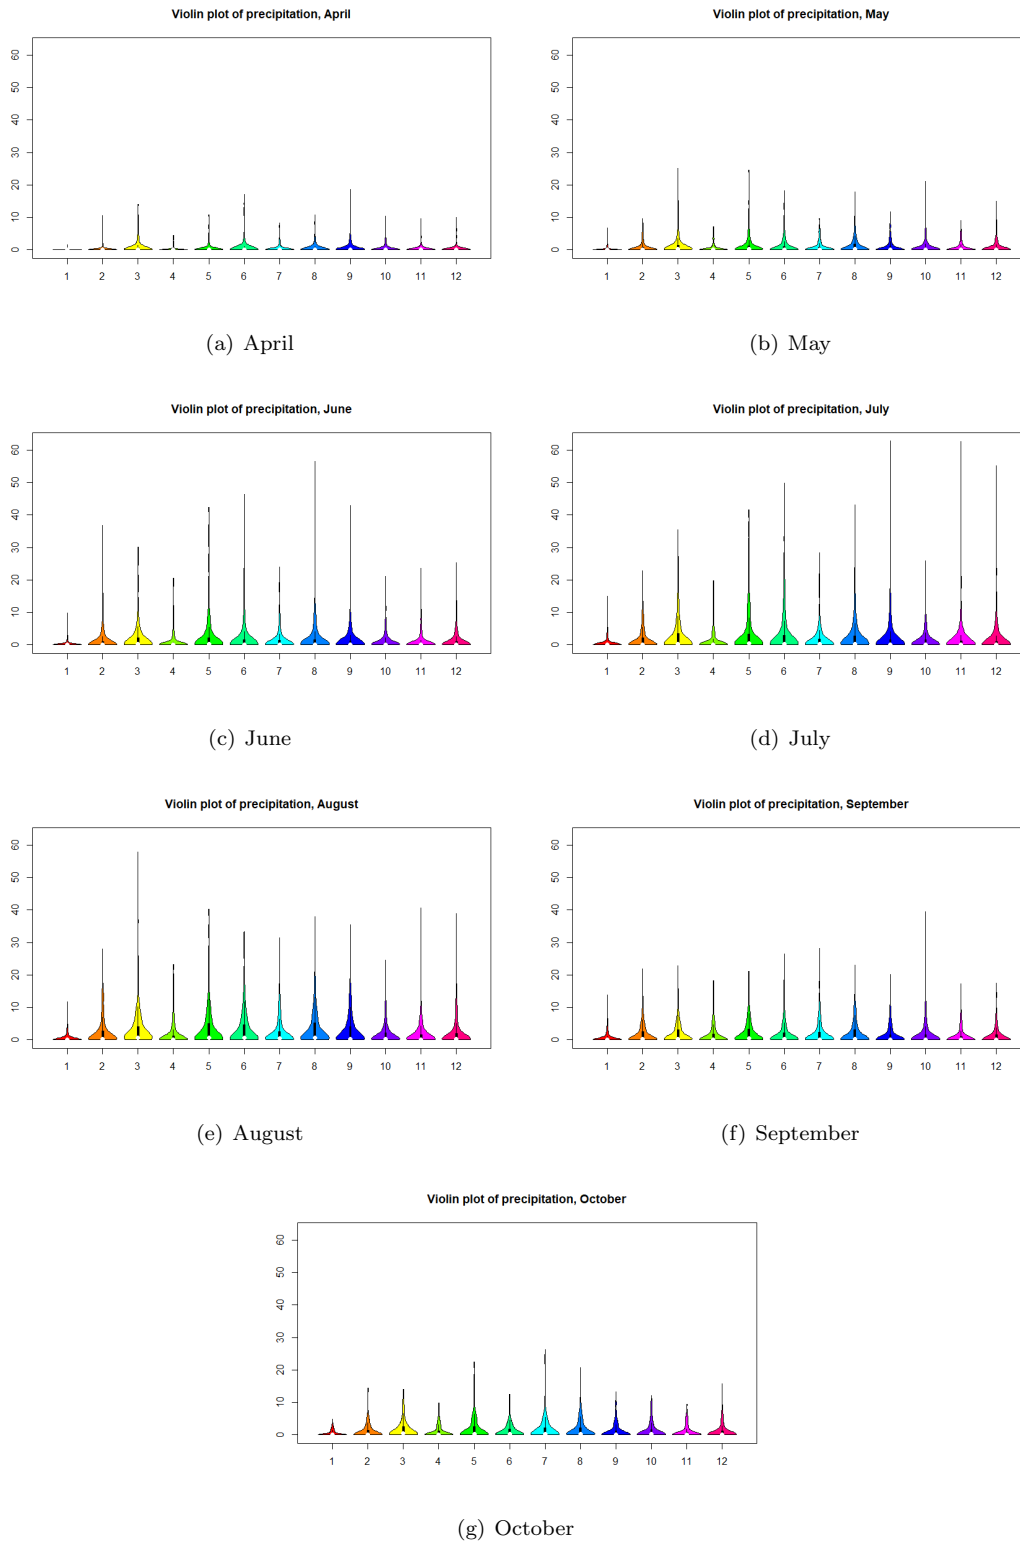 Violin plot of precipitation, April
60
50
40
30
20
10
0
1 2 3 4 5 6 7 8 9 10 11 12
(a) April
Violin plot of precipitation, May
60
50
40
30
20
10
0
1 2 3 4 5 6 7 8 9 10 11 12
(b) May
Violin plot of precipitation, June
60
50
40
30
20
10
0
1 2 3 4 5 6 7 8 9 10 11 12
(c) June
Violin plot of precipitation, July
60
50
40
30
20
10
0
1 2 3 4 5 6 7 8 9 10 11 12
(d) July
Violin plot of precipitation, August
60
50
40
30
20
10
0
1 2 3 4 5 6 7 8 9 10 11 12
(e) August
Violin plot of precipitation, September
60
50
40
30
20
10
0
1 2 3 4 5 6 7 8 9 10 11 12
(f) September
Violin plot of precipitation, October
60
50
40
30
20
10
0
1 2 3 4 5 6 7 8 9 10 11 12
(g) October